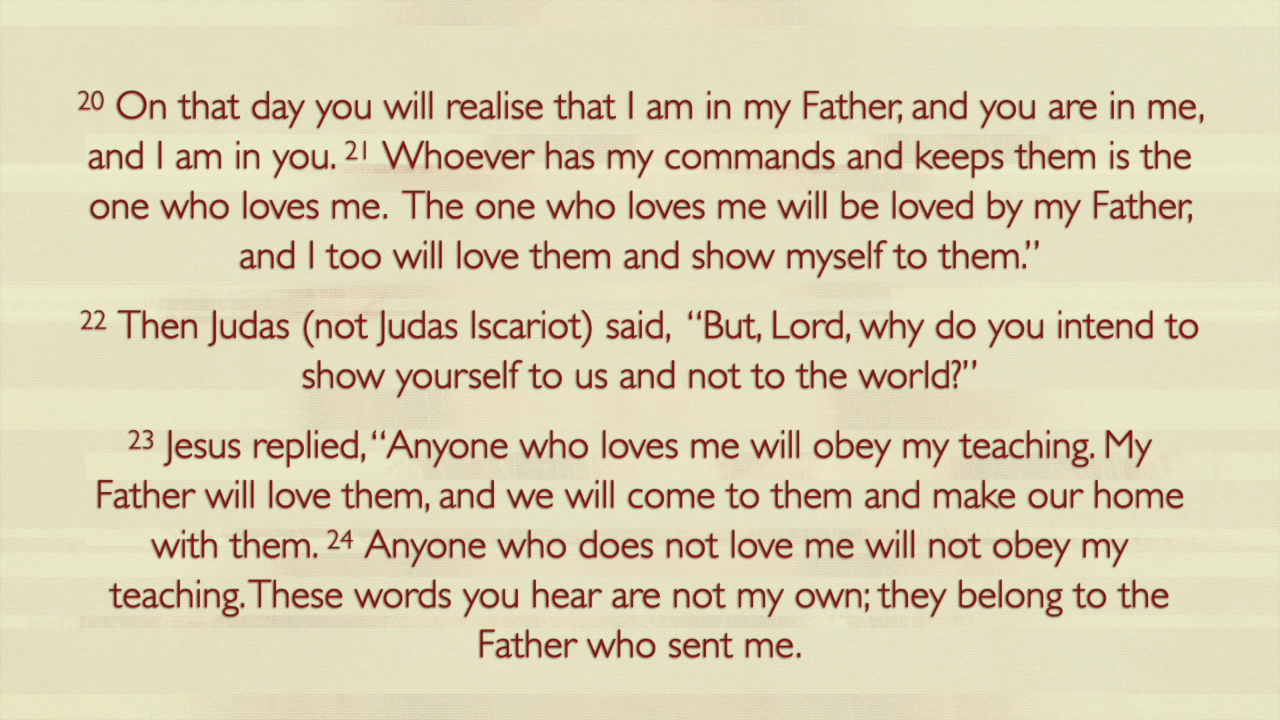 20 On that day you will realise that I am in my Father, and you are in me,
and I am in you. 21 Whoever has my commands and keeps them is the
one who loves me. The one who loves me will be loved by my Father,
and I too will love them and show myself to them.”
22 Then Judas (not Judas Iscariot) said, “But, Lord, why do you intend to
show yourself to us and not to the world?”
23 Jesus replied, “Anyone who loves me will obey my teaching. My
Father will love them, and we will come to them and make our home
with them. 24 Anyone who does not love me will not obey my
teaching. These words you hear are not my own; they belong to the
Father who sent me.